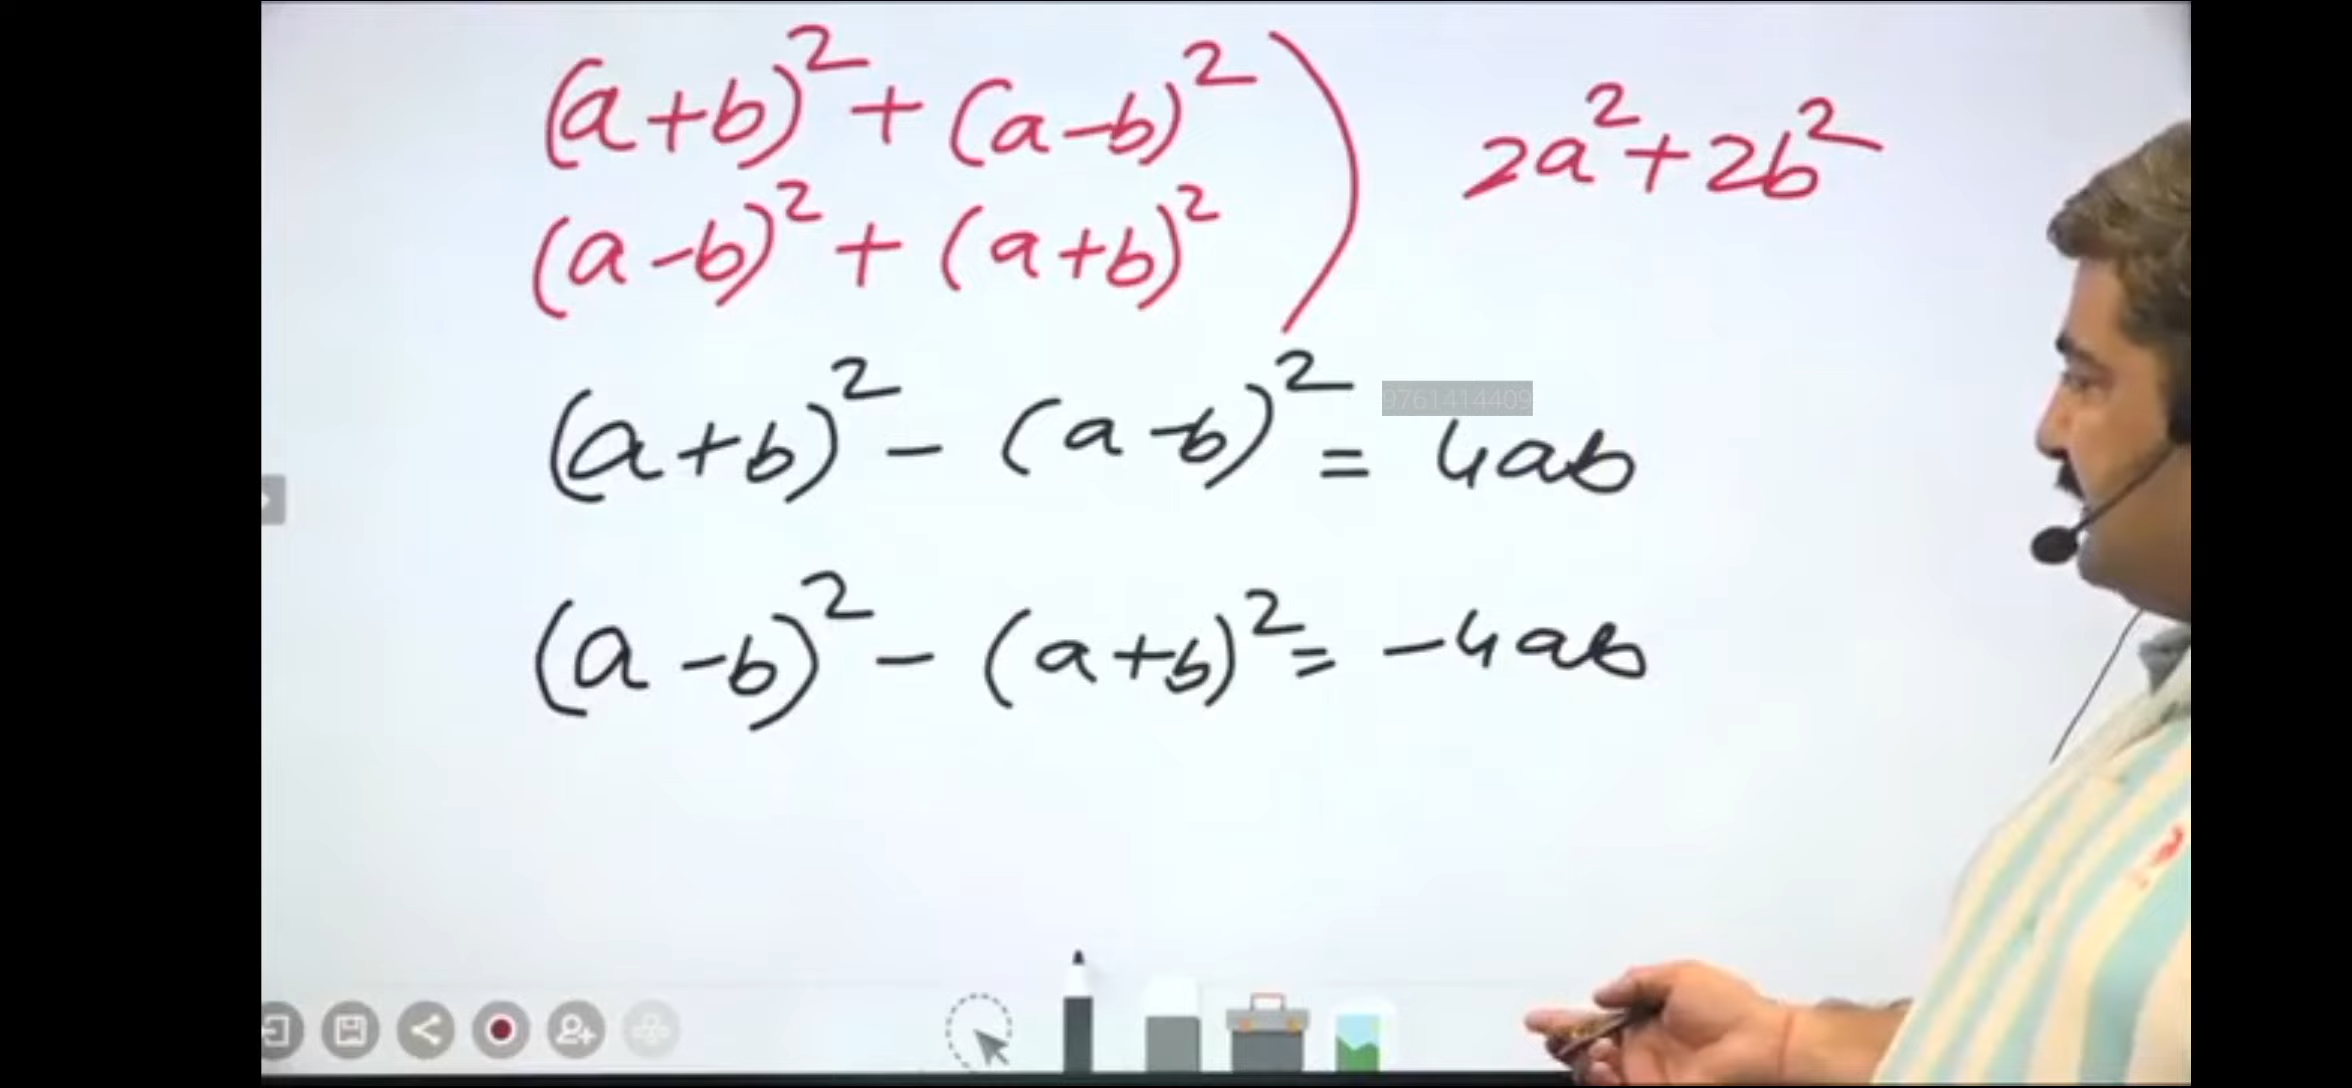 (a+b)² + (a-b)²
(a-b)² + (a+b)²
2a² + 2b²
(a+b)² - (a-b)² = 4ab
9761414409
(a-b)² - (a+b)² = -4ab